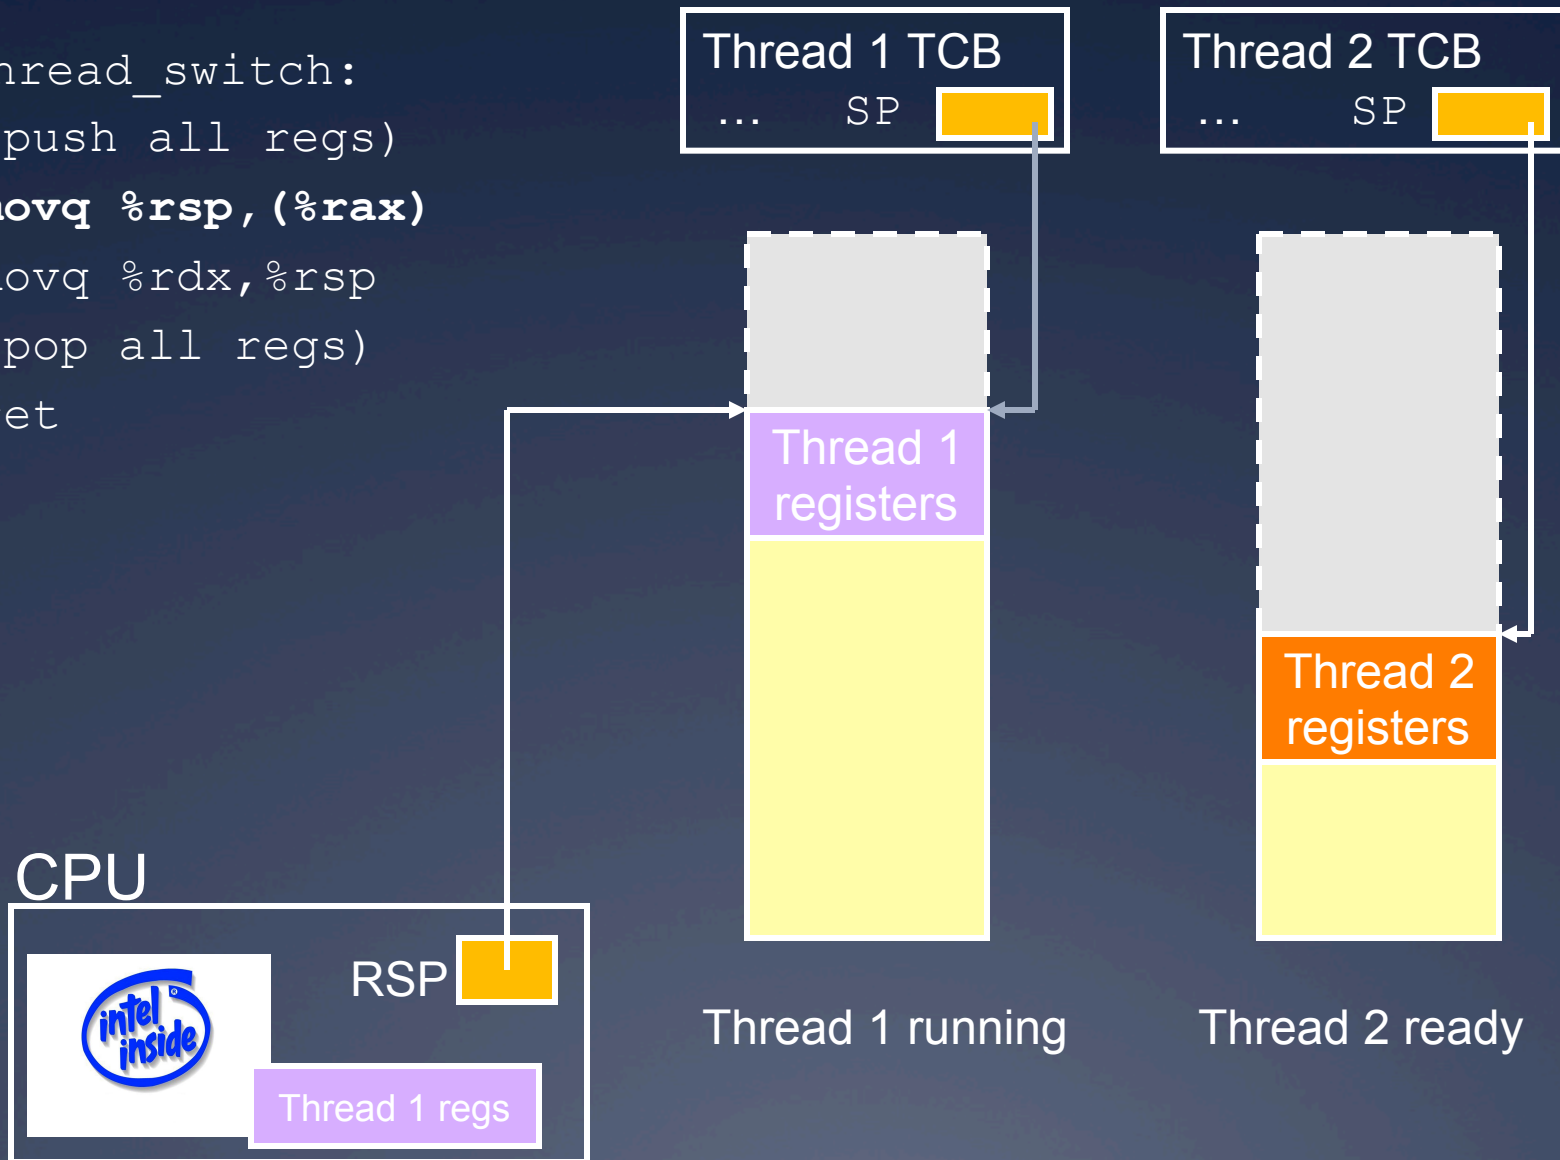 hread_switch:
push all regs)
ovq %rsp,(%rax)
ovq %rdx,%rsp
pop all regs)
et
Thread 1 TCB
... SP
Thread 2 TCB
... SP
Thread 1
registers
Thread 2
registers
CPU
RSP
intel
inside
®
Thread 1 regs
Thread 1 running
Thread 2 ready